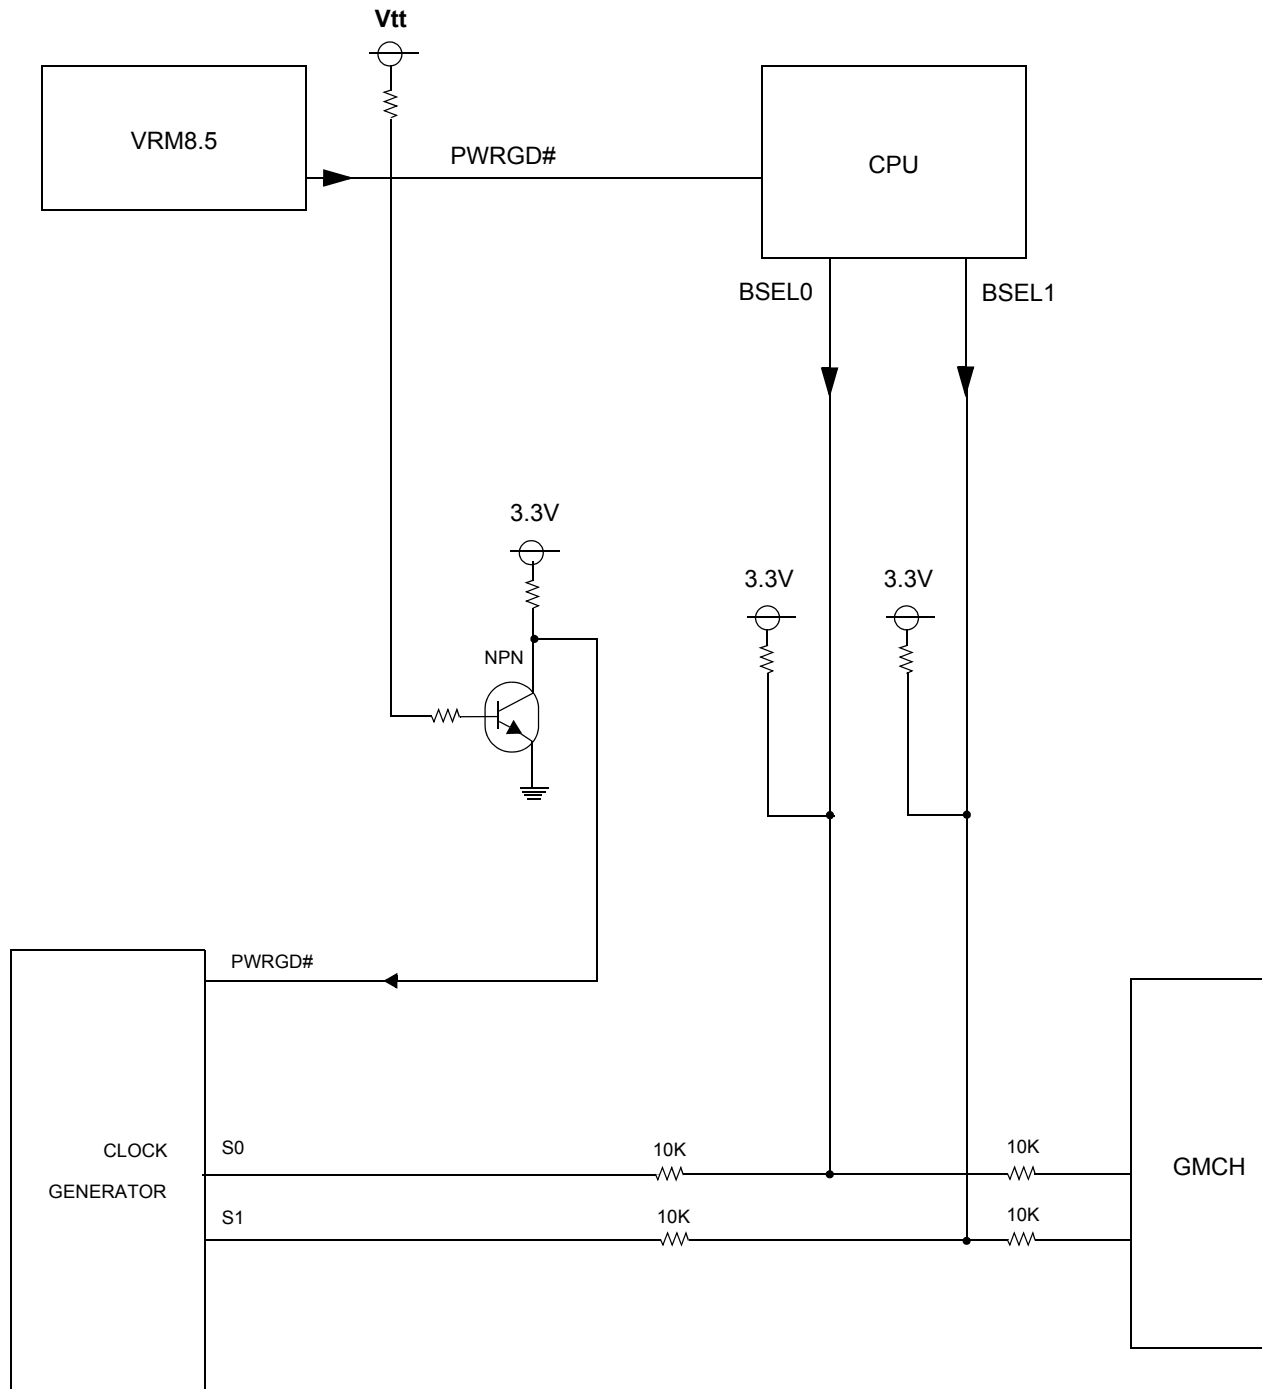 Vtt
VRM8.5
PWRGD#
CPU
BSEL0
BSEL1
3.3V
3.3V
3.3V
NPN
PWRGD#
CLOCK
GENERATOR
S0
10K
10K
GMCH
S1
10K
10K